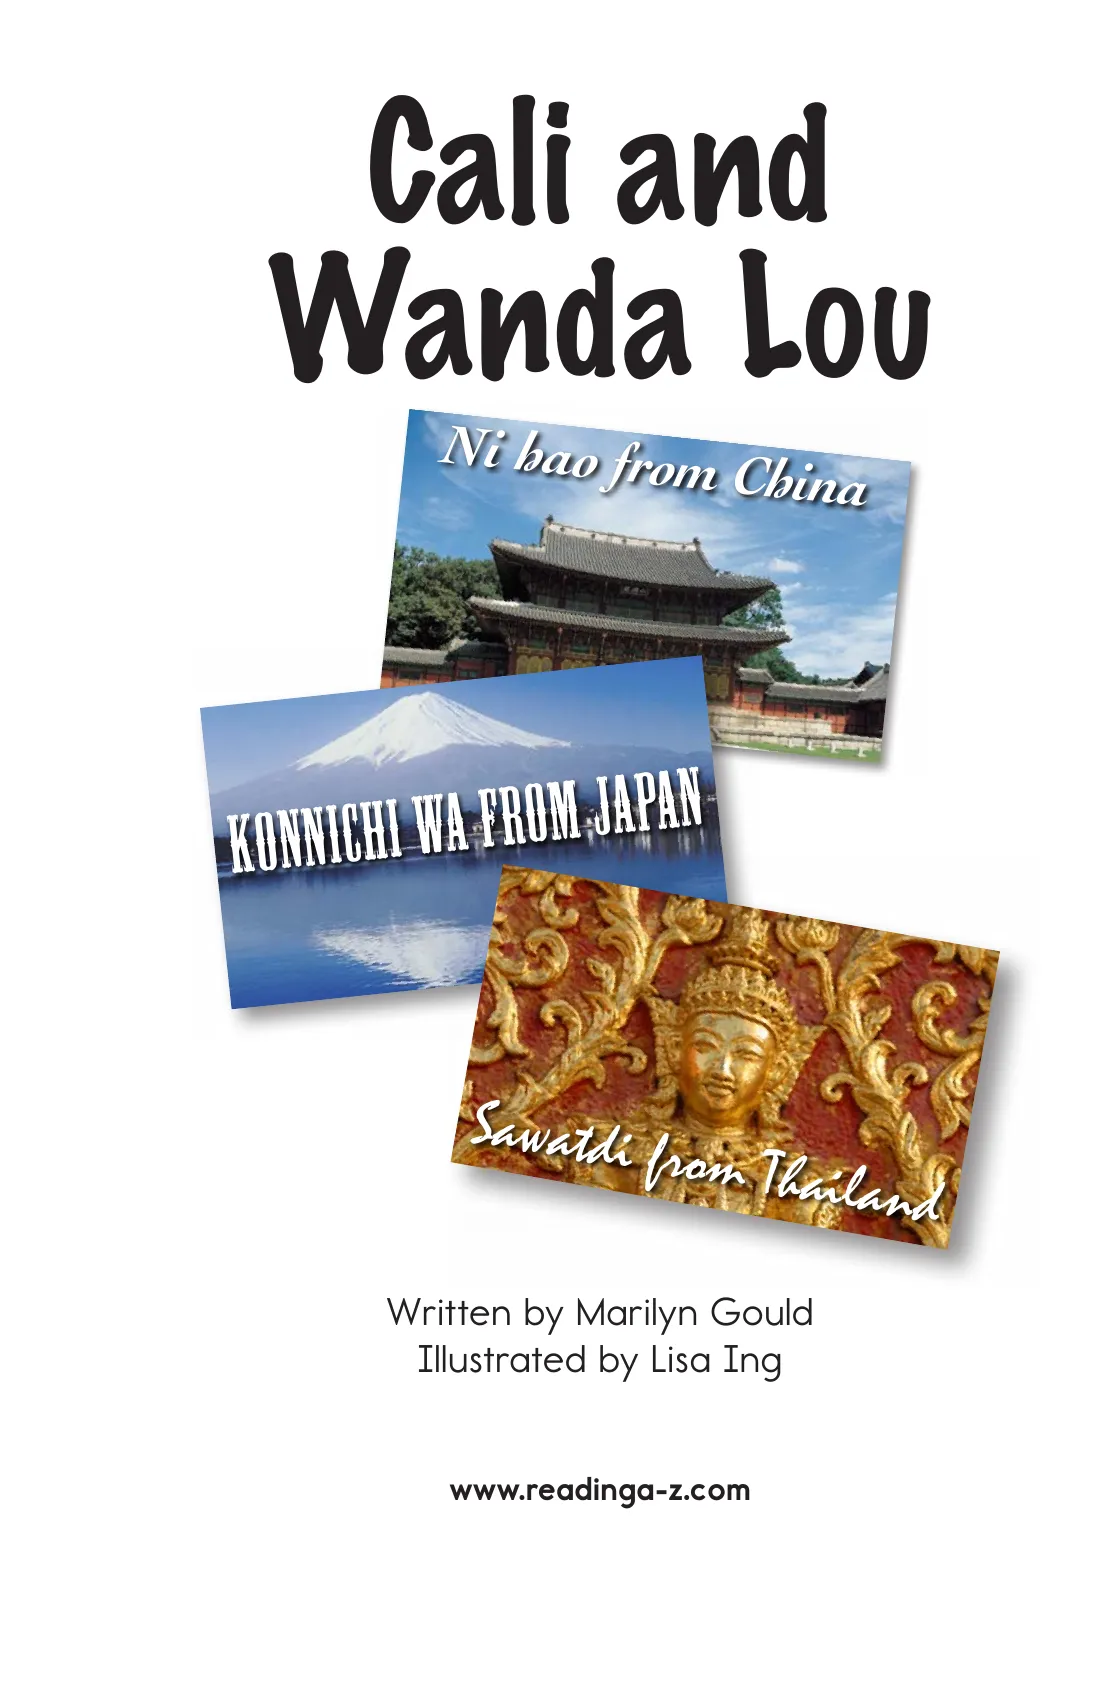 Cali and
Wanda Lou
Ni hao from China
KONNICHI WA FROM JAPAN
Sawatdi from Thailand
Written by Marilyn Gould
Illustrated by Lisa Ing
www.readinga-z.com